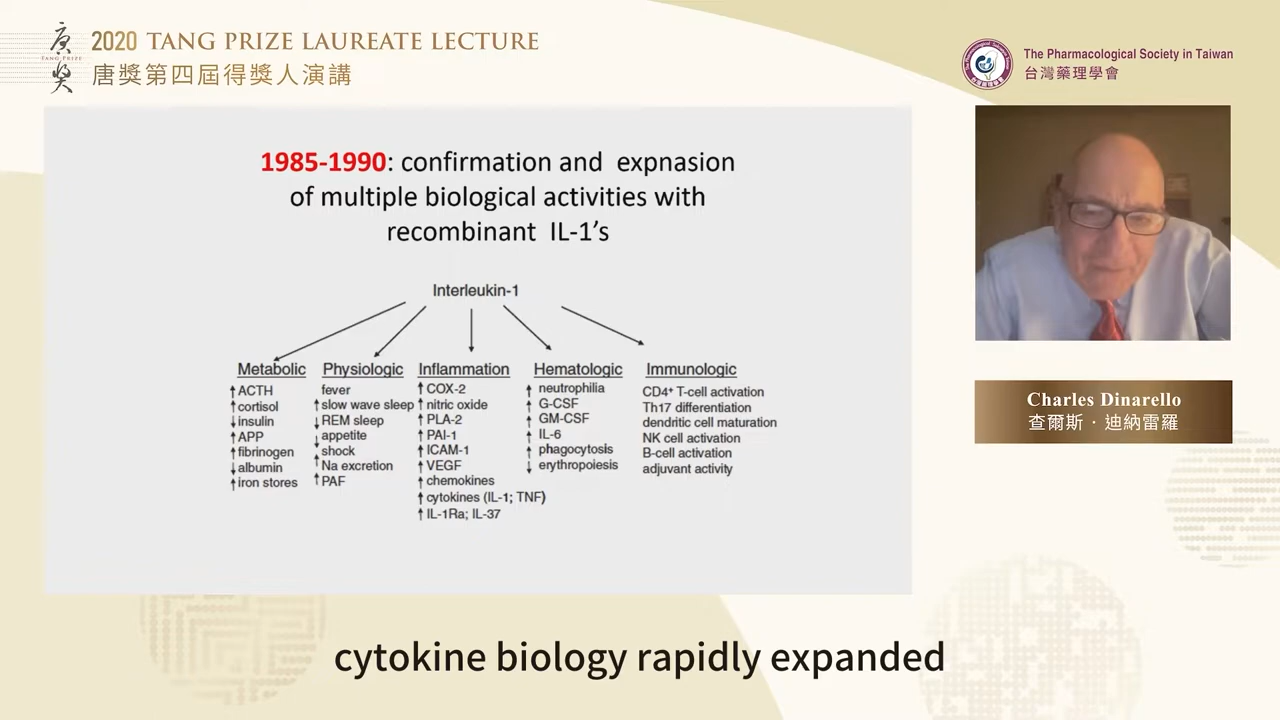 唐獎
TANG PRIZE
2020 TANG PRIZE LAUREATE LECTURE
唐獎第四屆得獎人演講
The Pharmacological Society in Taiwan
台灣藥理學會
1985-1990: confirmation and expnasion
of multiple biological activities with
recombinant IL-1's
Interleukin-1
Metabolic
↑ACTH
↑cortisol
↓insulin
↑APP
↑fibrinogen
↓albumin
↑iron stores
Physiologic
fever
↑slow wave sleep
↓REM sleep
↓appetite
↓shock
↑Na excretion
↑PAF
Inflammation
↑COX-2
↑nitric oxide
↑PLA-2
↑PAI-1
↑ICAM-1
↑VEGF
↑chemokines
↑cytokines (IL-1; TNF)
↑IL-1Ra; IL-37
Hematologic
↑neutrophilia
↑G-CSF
↑GM-CSF
↑IL-6
↑phagocytosis
↓erythropoiesis
Immunologic
CD4⁺ T-cell activation
Th17 differentiation
dendritic cell maturation
NK cell activation
B-cell activation
adjuvant activity
Charles Dinarello
查爾斯．迪納雷羅
cytokine biology rapidly expanded